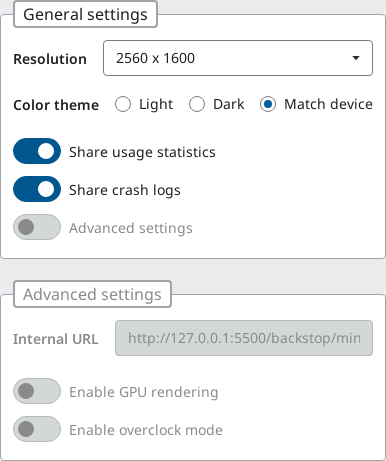 General settings
Resolution 2560 x 1600
Color theme Light Dark Match device
Share usage statistics
Share crash logs
Advanced settings
Advanced settings
Internal URL http://127.0.0.1:5500/backstop/min
Enable GPU rendering
Enable overclock mode